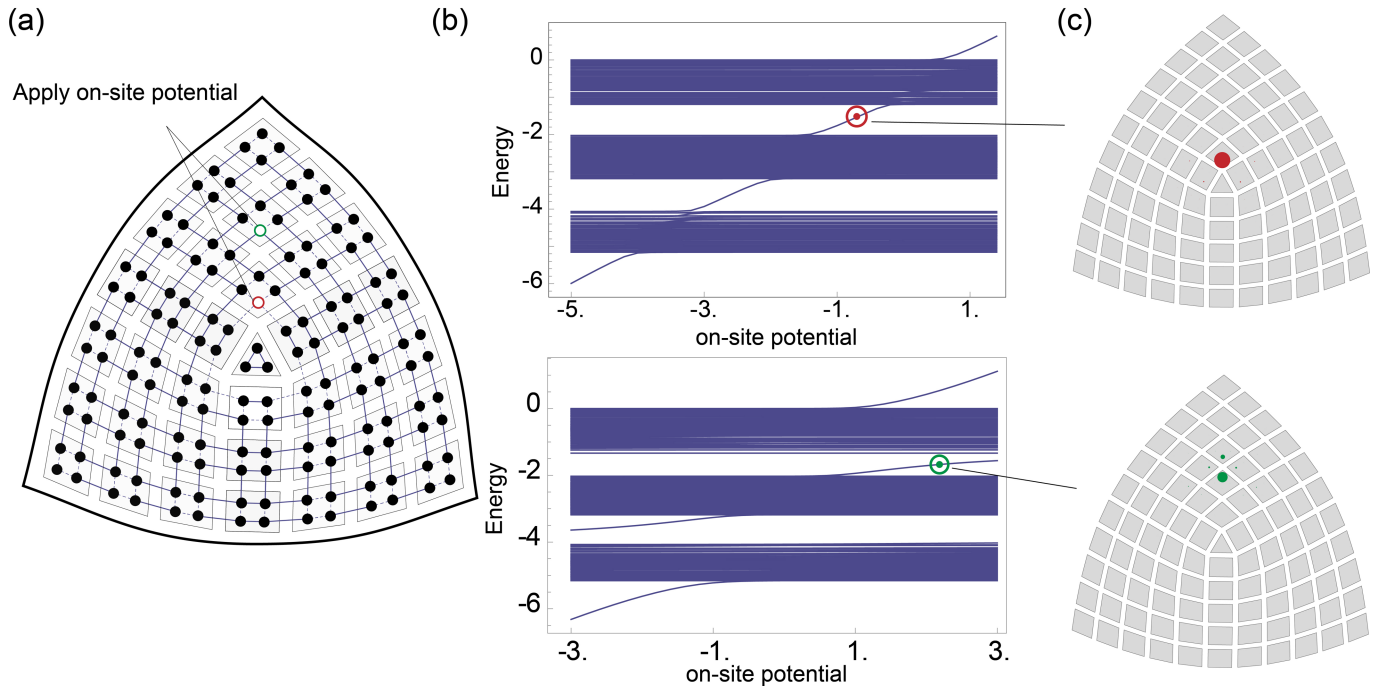 (a)
(b)
(c)
Apply on-site potential
0
-2
-4
-6
Energy
-5.
-3.
-1.
1.
on-site potential
0
-2
-4
-6
Energy
-3.
-1.
1.
3.
on-site potential